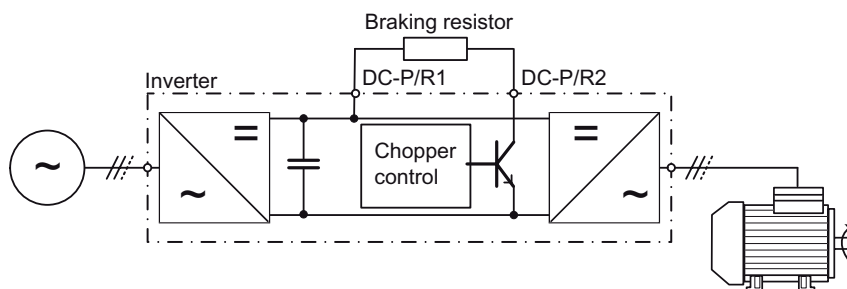 Braking resistor
DC-P/R1
DC-P/R2
Inverter
=
=
Chopper
control
~
~
~